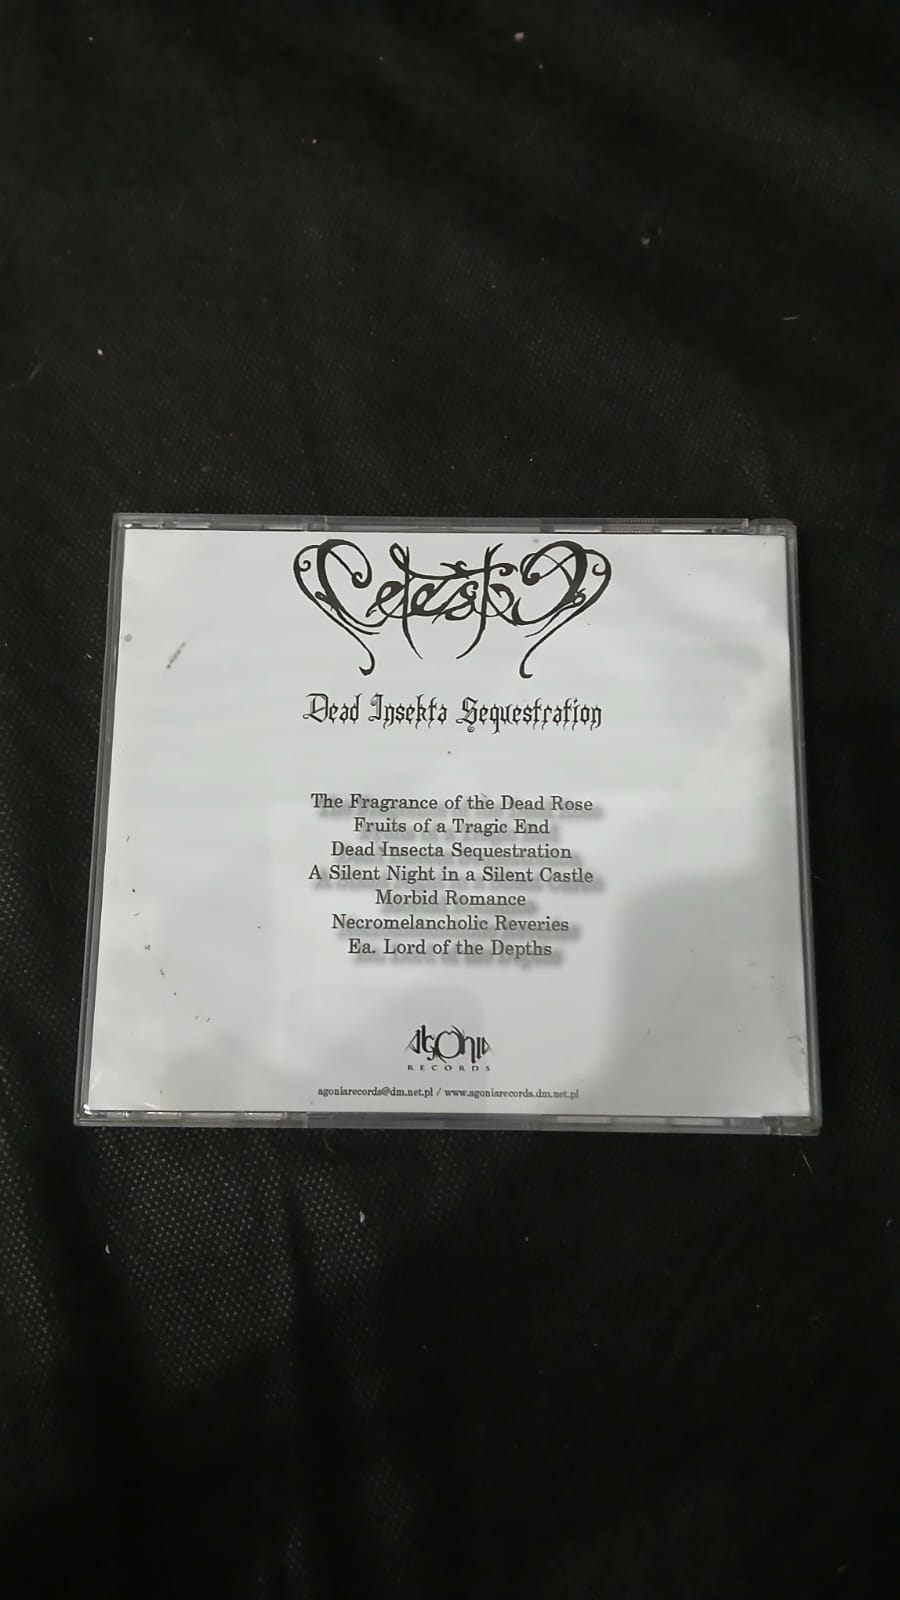 Celestia
Dead Insekta Sequestration
The Fragrance of the Dead Rose
Fruits of a Tragic End
Dead Insecta Sequestration
A Silent Night in a Silent Castle
Morbid Romance
Necromelancholic Reveries
Ea. Lord of the Depths
Agonia
RECORDS
agoniarecords@dm.net.pl / www.agoniarecords.dm.net.pl